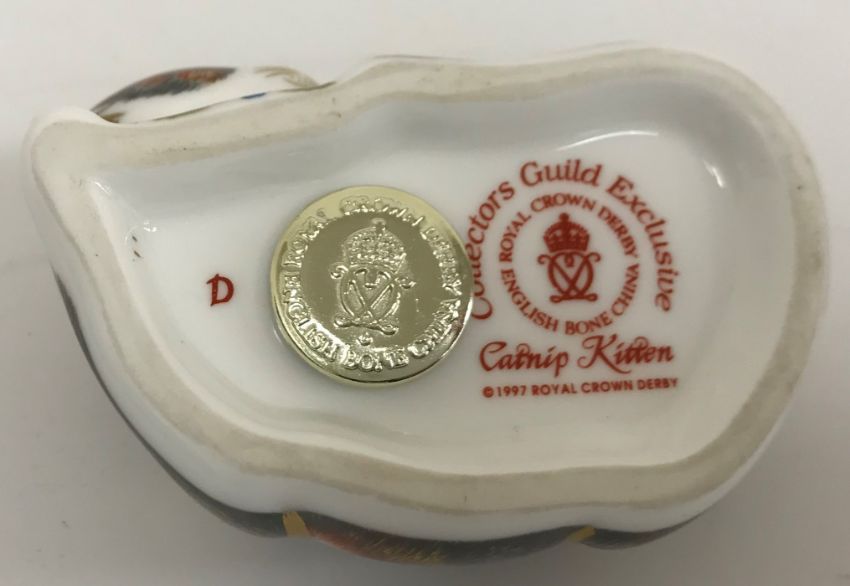 D
ROYAL CROWN DERBY
ENGLISH BONE CHINA
Collectors Guild Exclusive
ROYAL CROWN DERBY
ENGLISH BONE CHINA
Catnip Kitten
© 1997 ROYAL CROWN DERBY